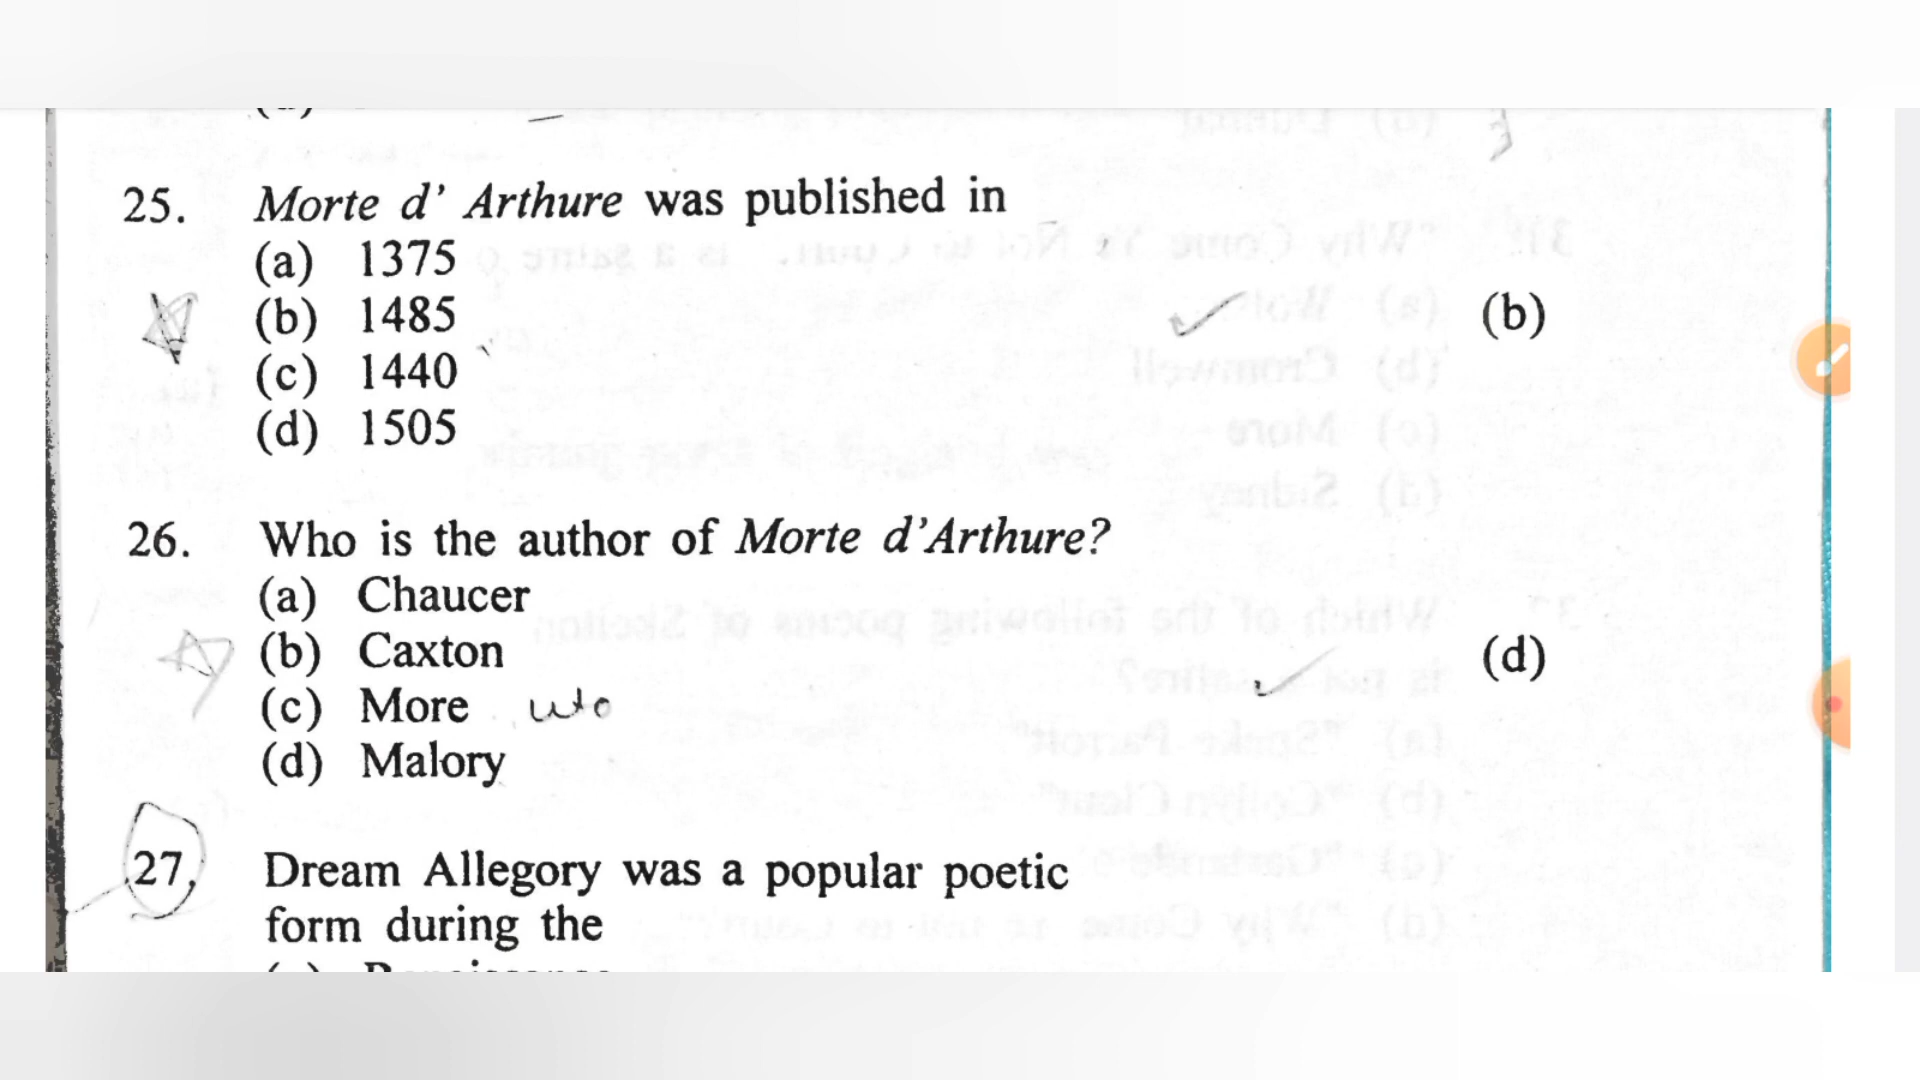 25. Morte d' Arthure was published in
(a) 1375
(b) 1485 (b)
(c) 1440
(d) 1505
26. Who is the author of Morte d'Arthure?
(a) Chaucer
(b) Caxton (d)
(c) More
(d) Malory
27. Dream Allegory was a popular poetic
form during the